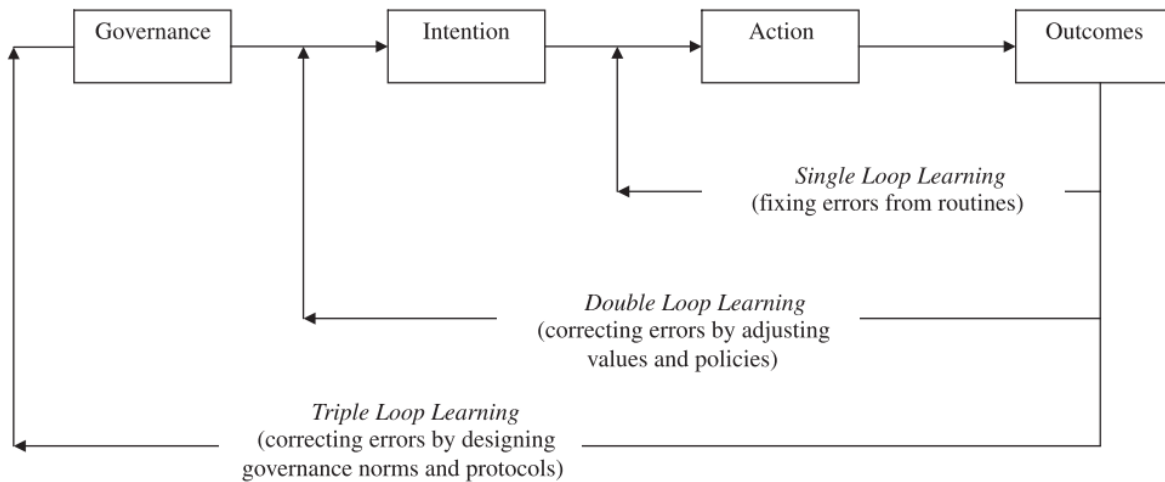 Governance
Intention
Action
Outcomes
Single Loop Learning
(fixing errors from routines)
Double Loop Learning
(correcting errors by adjusting
values and policies)
Triple Loop Learning
(correcting errors by designing
governance norms and protocols)